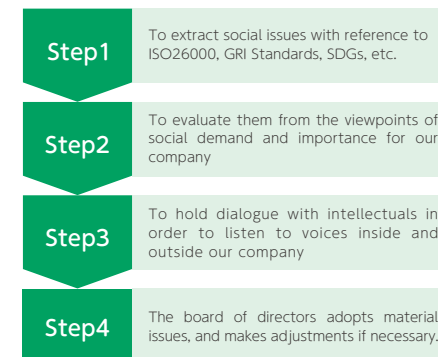 Step1
To extract social issues with reference to
ISO26000, GRI Standards, SDGs, etc.
Step2
To evaluate them from the viewpoints of
social demand and importance for our
company
Step3
To hold dialogue with intellectuals in
order to listen to voices inside and
outside our company
Step4
The board of directors adopts material
issues, and makes adjustments if necessary.